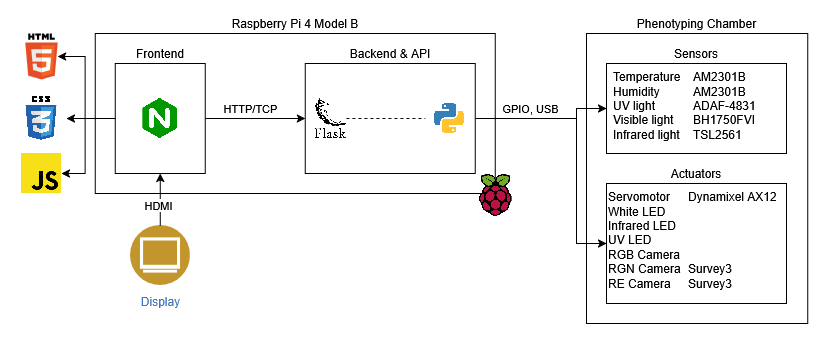 Raspberry Pi 4 Model B
Phenotyping Chamber
HTML
5
CSS
3
JS
Frontend
Backend & API
HTTP/TCP
Flask
GPIO, USB
HDMI
Display
Sensors
Temperature AM2301B
Humidity AM2301B
UV light ADAF-4831
Visible light BH1750FVI
Infrared light TSL2561
Actuators
Servomotor Dynamixel AX12
White LED
Infrared LED
UV LED
RGB Camera
RGN Camera Survey3
RE Camera Survey3